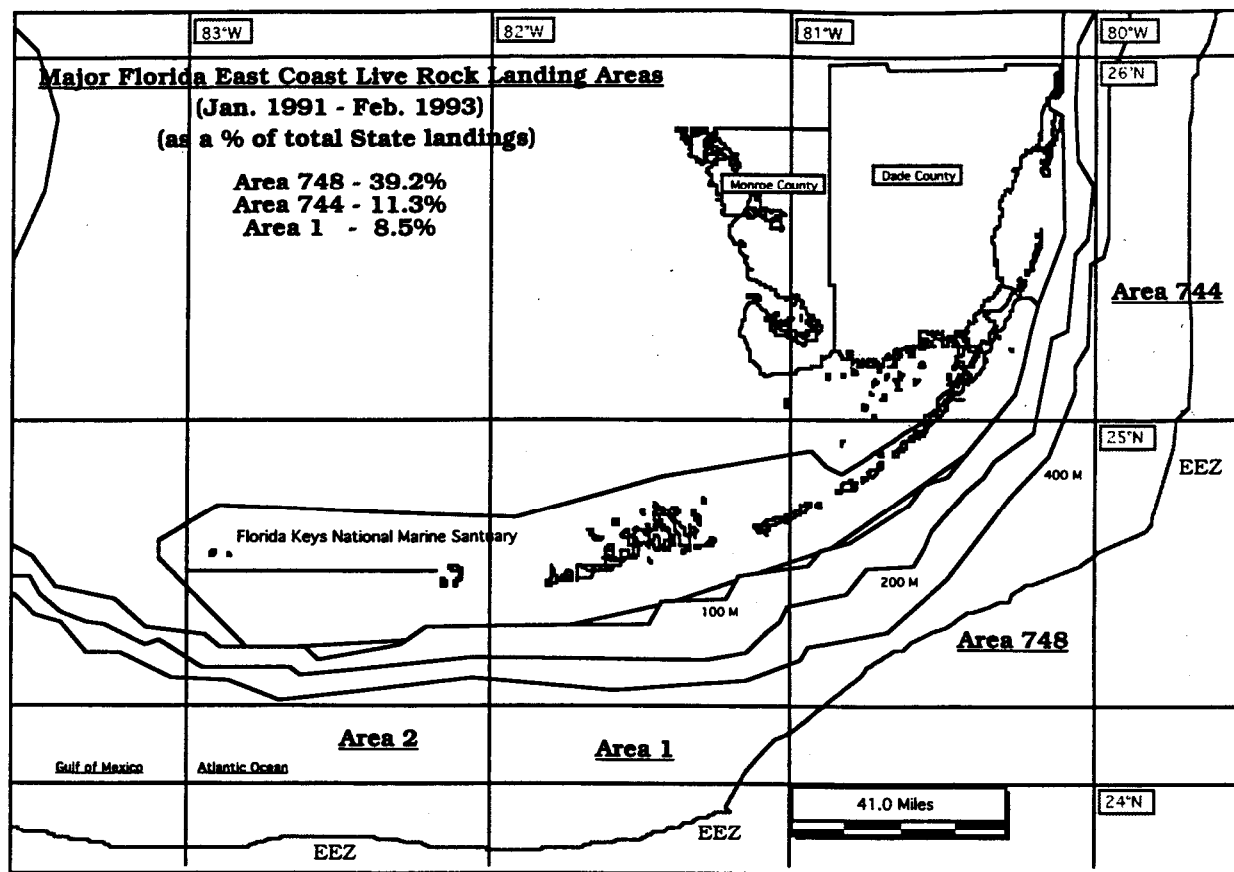 83°W
82°W
81°W
80°W
Major Florida East Coast Live Rock Landing Areas
26°N
(Jan. 1991 - Feb. 1993)
(as a % of total State landings)
Area 748 - 39.2%
Area 744 - 11.3%
Area 1 - 8.5%
Monroe County
Dade County
Area 744
25°N
EEZ
400 M
Florida Keys National Marine Santuary
200 M
100 M
Area 748
Area 2
Area 1
Gulf of Mexico
Atlantic Ocean
41.0 Miles
24°N
EEZ
EEZ